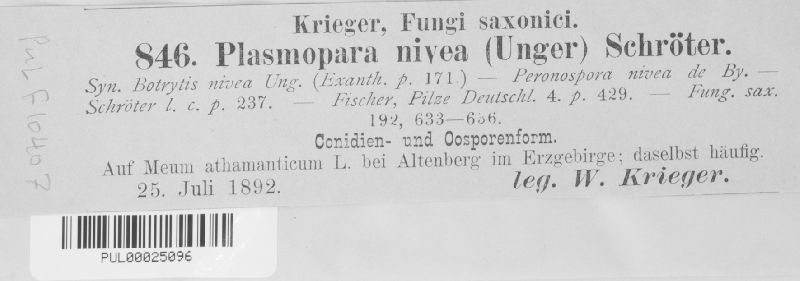 Krieger, Fungi saxonici.
846. Plasmopara nivea (Unger) Schröter.
Syn. Botrytis nivea Ung. (Exanth. p. 171.) — Peronospora nivea de By. —
Schröter l. c. p. 237. — Fischer, Pilze Deutschl. 4. p. 429. — Fung. sax.
192, 633—636.
Conidien- und Oosporenform.
Auf Meum athamanticum L. bei Altenberg im Erzgebirge; daselbst häufig.
25. Juli 1892.
leg. W. Krieger.
Pul F10407
PUL00025096